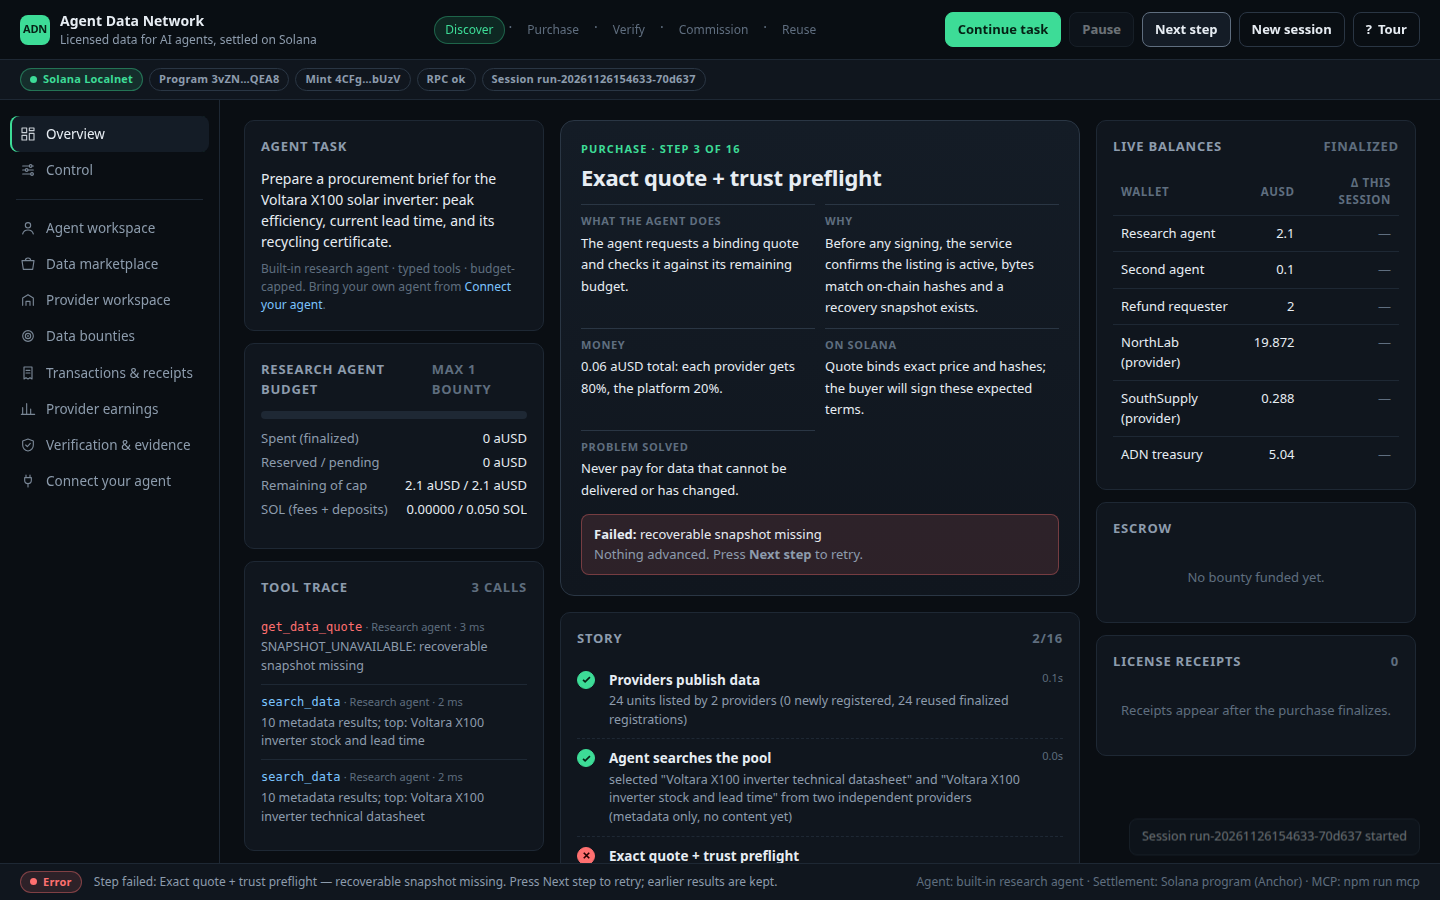 ADN
Agent Data Network
Licensed data for AI agents, settled on Solana
Discover · Purchase · Verify · Commission · Reuse
Continue task
Pause
Next step
New session
? Tour
Solana Localnet
Program 3vZN…QEA8
Mint 4CFg…bUzV
RPC ok
Session run-20261126154633-70d637
Overview
Control
Agent workspace
Data marketplace
Provider workspace
Data bounties
Transactions & receipts
Provider earnings
Verification & evidence
Connect your agent
AGENT TASK
Prepare a procurement brief for the
Voltara X100 solar inverter: peak
efficiency, current lead time, and its
recycling certificate.
Built-in research agent · typed tools · budget-
capped. Bring your own agent from Connect
your agent.
RESEARCH AGENT
BUDGET
MAX 1
BOUNTY
Spent (finalized) 0 aUSD
Reserved / pending 0 aUSD
Remaining of cap 2.1 aUSD / 2.1 aUSD
SOL (fees + deposits) 0.00000 / 0.050 SOL
TOOL TRACE 3 CALLS
get_data_quote · Research agent · 3 ms
SNAPSHOT_UNAVAILABLE: recoverable
snapshot missing
search_data · Research agent · 2 ms
10 metadata results; top: Voltara X100
inverter stock and lead time
search_data · Research agent · 2 ms
10 metadata results; top: Voltara X100
inverter technical datasheet
PURCHASE · STEP 3 OF 16
Exact quote + trust preflight
WHAT THE AGENT DOES
The agent requests a binding quote
and checks it against its remaining
budget.
WHY
Before any signing, the service
confirms the listing is active, bytes
match on-chain hashes and a
recovery snapshot exists.
MONEY
0.06 aUSD total: each provider gets
80%, the platform 20%.
ON SOLANA
Quote binds exact price and hashes;
the buyer will sign these expected
terms.
PROBLEM SOLVED
Never pay for data that cannot be
delivered or has changed.
Failed: recoverable snapshot missing
Nothing advanced. Press Next step to retry.
STORY 2/16
Providers publish data 0.1s
24 units listed by 2 providers (0 newly registered, 24 reused finalized
registrations)
Agent searches the pool 0.0s
selected "Voltara X100 inverter technical datasheet" and "Voltara X100
inverter stock and lead time" from two independent providers
(metadata only, no content yet)
Exact quote + trust preflight
LIVE BALANCES FINALIZED
WALLET AUSD Δ THIS
SESSION
Research agent 2.1 —
Second agent 0.1 —
Refund requester 2 —
NorthLab 19.872 —
(provider)
SouthSupply 0.288 —
(provider)
ADN treasury 5.04 —
ESCROW
No bounty funded yet.
LICENSE RECEIPTS 0
Receipts appear after the purchase finalizes.
Session run-20261126154633-70d637 started
Error
Step failed: Exact quote + trust preflight — recoverable snapshot missing. Press Next step to retry; earlier results are kept.
Agent: built-in research agent · Settlement: Solana program (Anchor) · MCP: npm run mcp